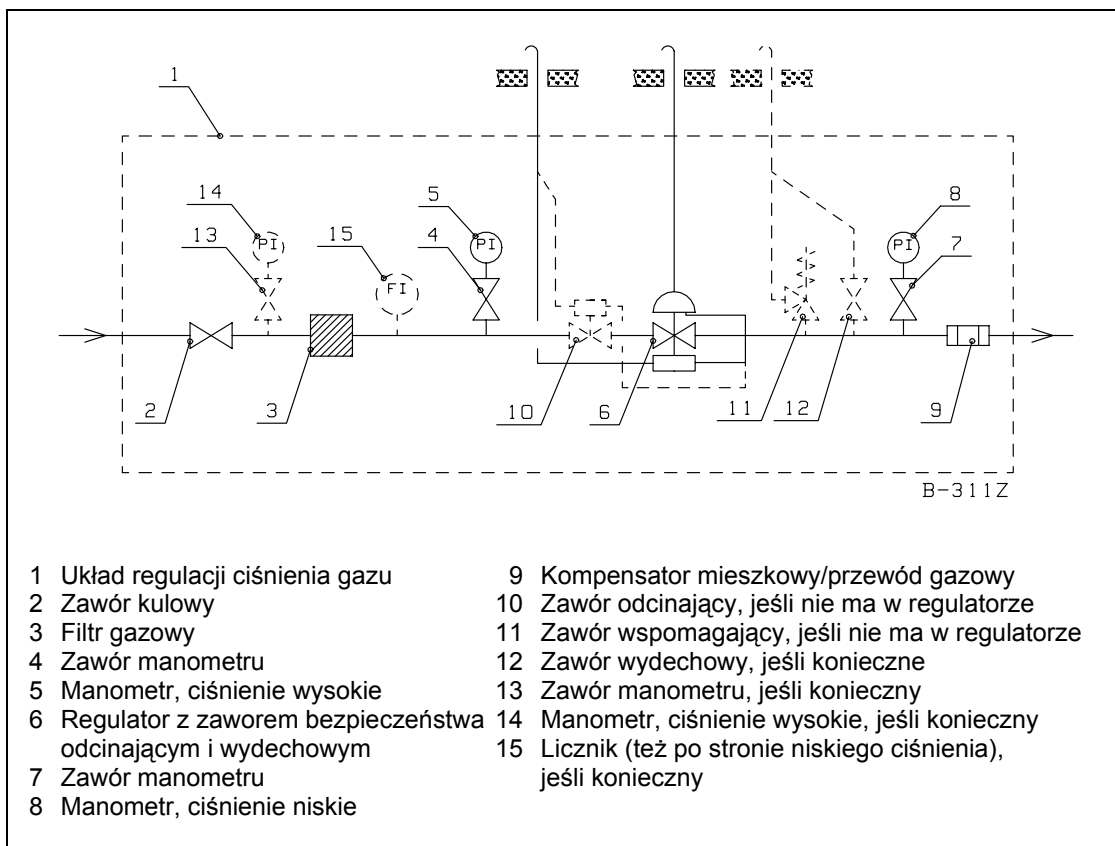 1
14
13
PI
15
FI
5
PI
4
8
PI
7
2
3
10
6
11
12
9
B-311Z
1 Układ regulacji ciśnienia gazu
2 Zawór kulowy
3 Filtr gazowy
4 Zawór manometru
5 Manometr, ciśnienie wysokie
6 Regulator z zaworem bezpieczeństwa
odcinającym i wydechowym
7 Zawór manometru
8 Manometr, ciśnienie niskie
9 Kompensator mieszkowy/przewód gazowy
10 Zawór odcinający, jeśli nie ma w regulatorze
11 Zawór wspomagający, jeśli nie ma w regulatorze
12 Zawór wydechowy, jeśli konieczne
13 Zawór manometru, jeśli konieczny
14 Manometr, ciśnienie wysokie, jeśli konieczny
15 Licznik (też po stronie niskiego ciśnienia),
jeśli konieczny